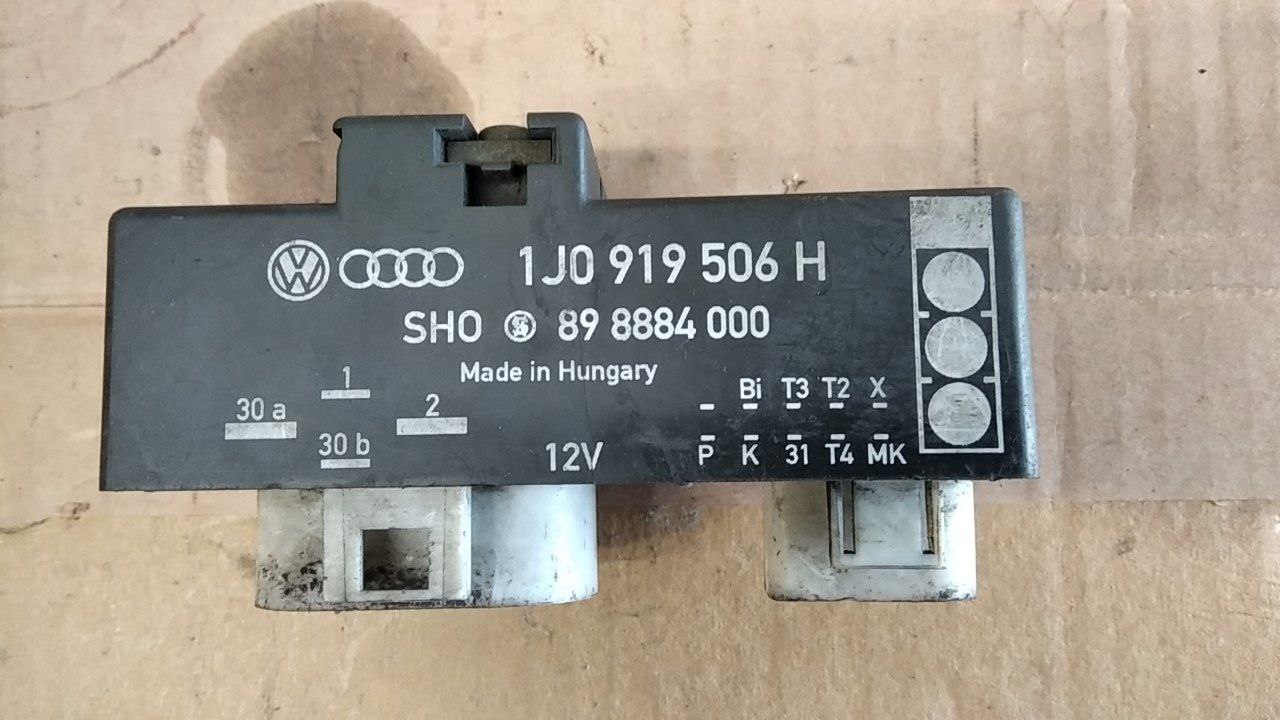 1J0 919 506 H
SHO 89 8884 000
Made in Hungary
1
30 a
2
30 b
12V
Bi T3 T2 X
P K 31 T4 MK